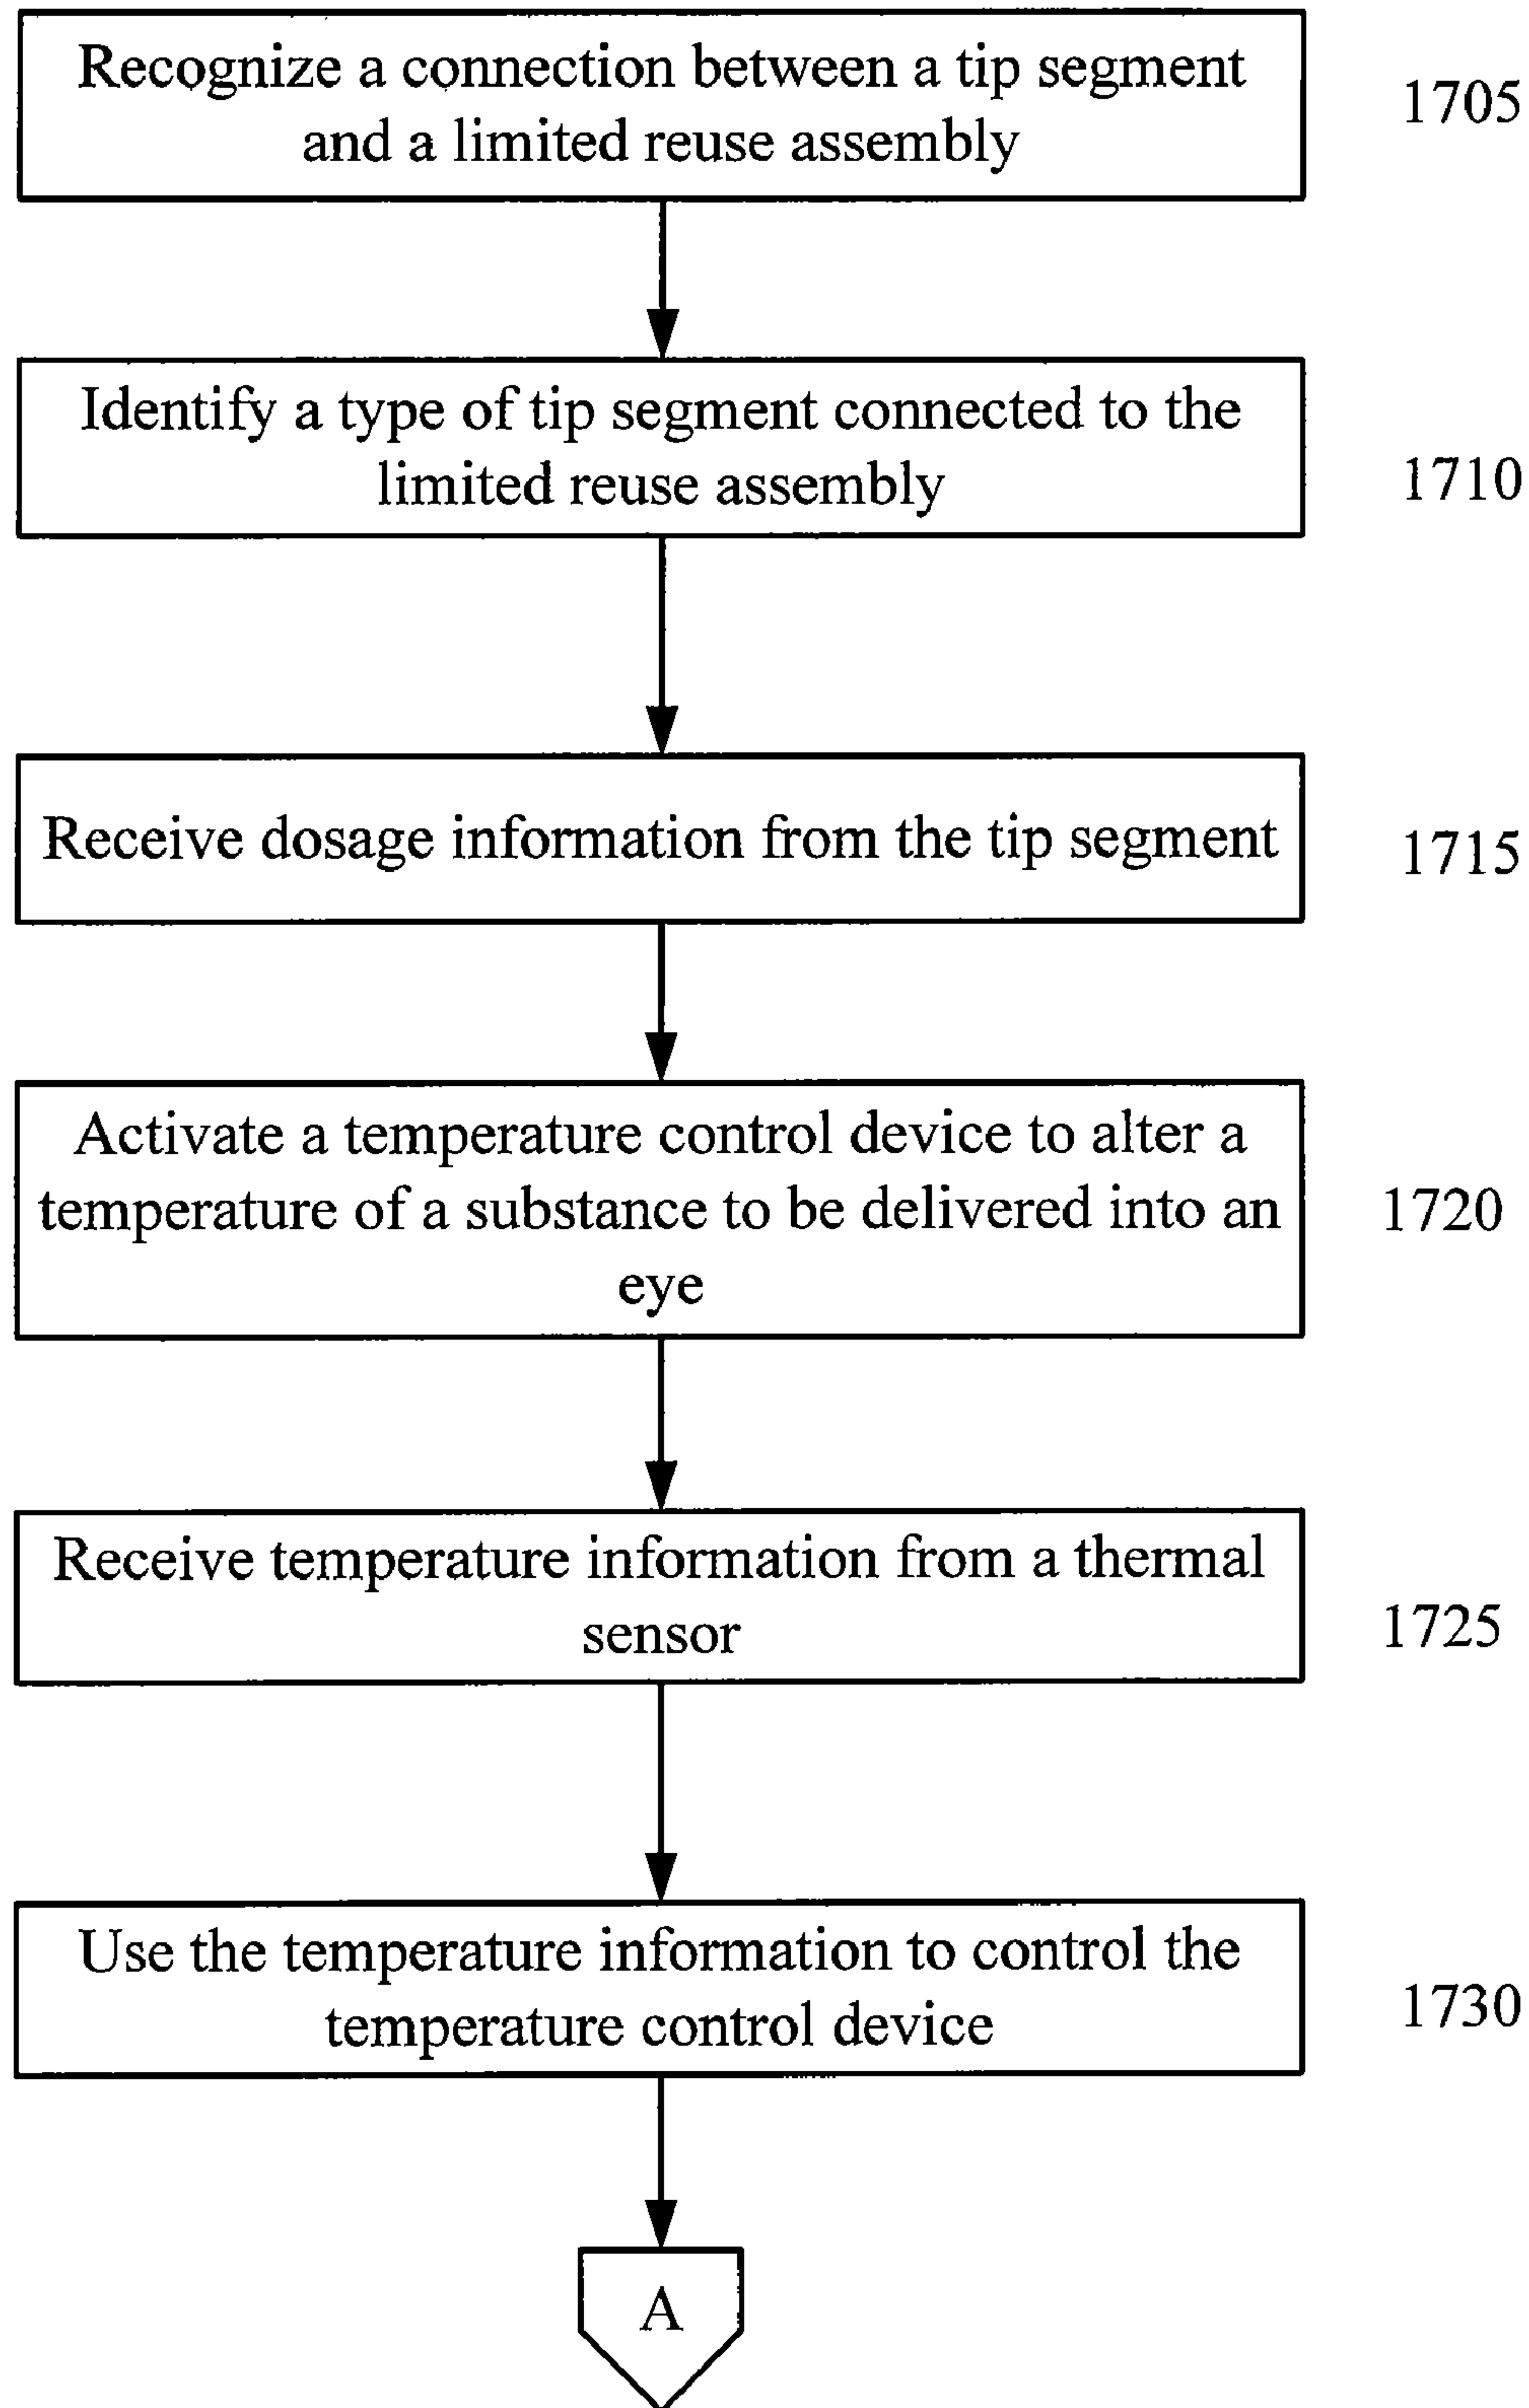 Recognize a connection between a tip segment
and a limited reuse assembly
1705
Identify a type of tip segment connected to the
limited reuse assembly
1710
Receive dosage information from the tip segment
1715
Activate a temperature control device to alter a
temperature of a substance to be delivered into an
eye
1720
Receive temperature information from a thermal
sensor
1725
Use the temperature information to control the
temperature control device
1730
A